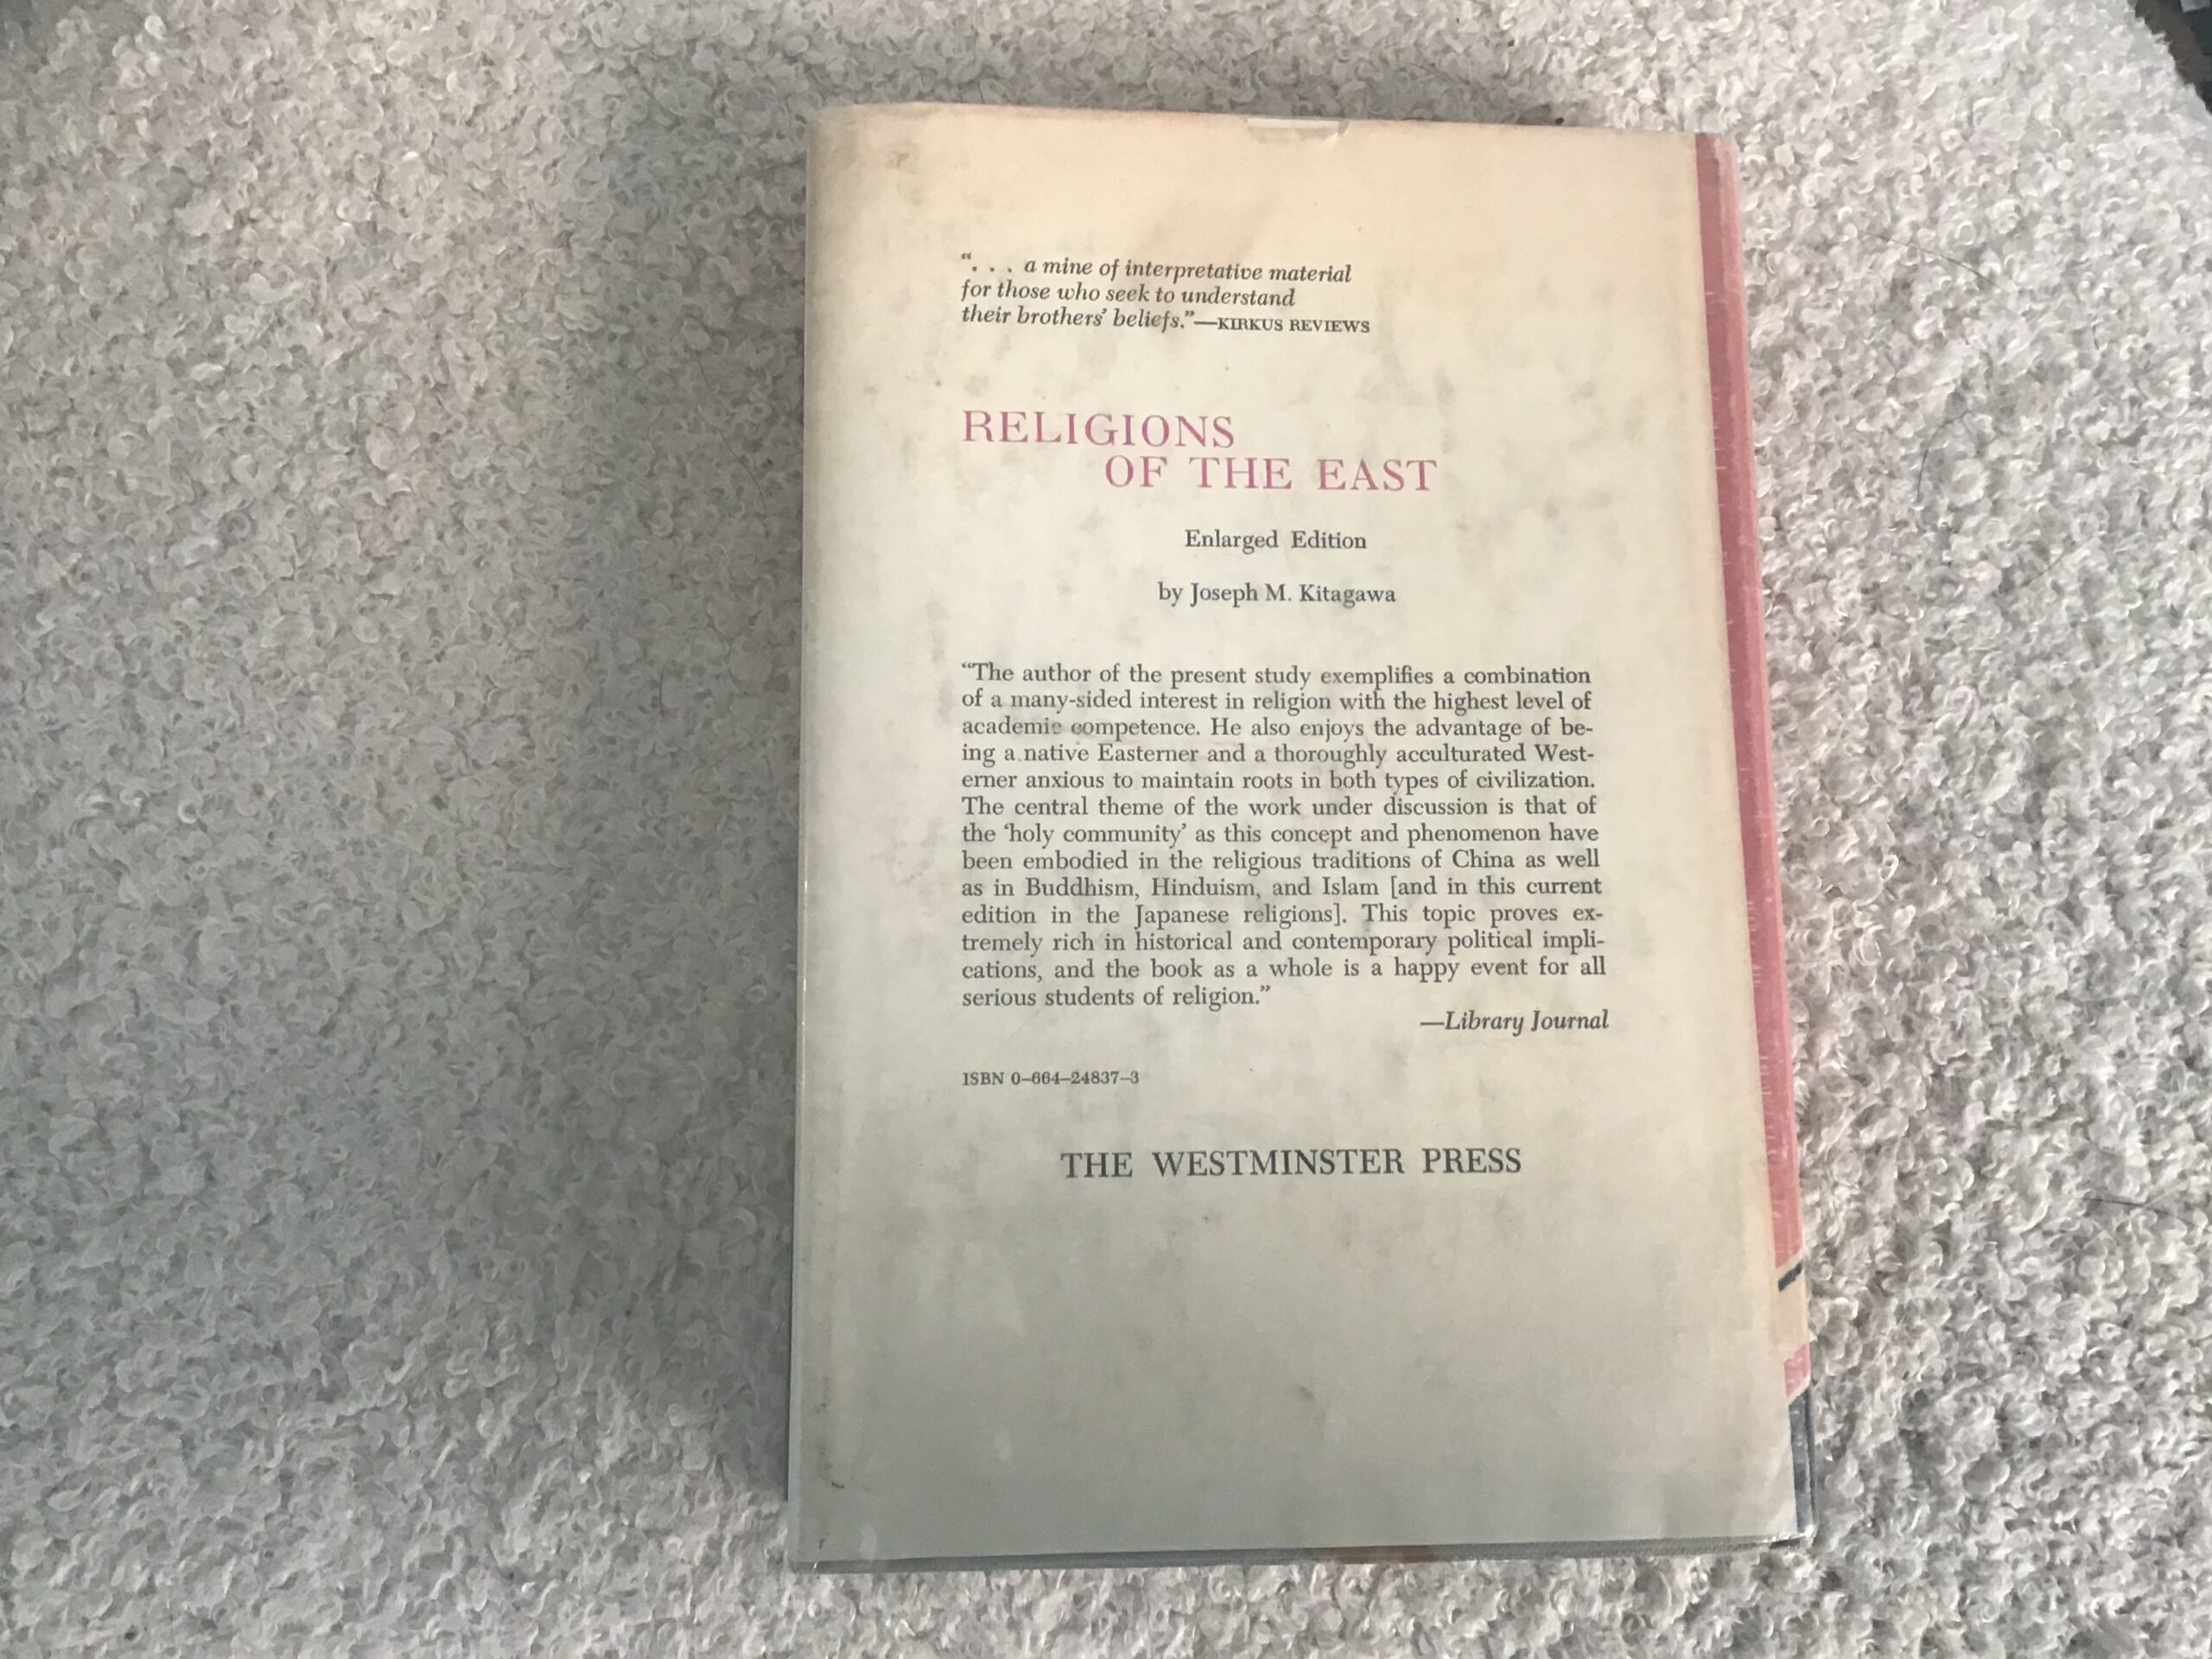 “. . . a mine of interpretative material
for those who seek to understand
their brothers’ beliefs.”—KIRKUS REVIEWS
RELIGIONS
OF THE EAST
Enlarged Edition
by Joseph M. Kitagawa
“The author of the present study exemplifies a combination
of a many-sided interest in religion with the highest level of
academic competence. He also enjoys the advantage of be-
ing a native Easterner and a thoroughly acculturated West-
erner anxious to maintain roots in both types of civilization.
The central theme of the work under discussion is that of
the ‘holy community’ as this concept and phenomenon have
been embodied in the religious traditions of China as well
as in Buddhism, Hinduism, and Islam [and in this current
edition in the Japanese religions]. This topic proves ex-
tremely rich in historical and contemporary political impli-
cations, and the book as a whole is a happy event for all
serious students of religion.”
—Library Journal
ISBN 0–664–24837–3
THE WESTMINSTER PRESS